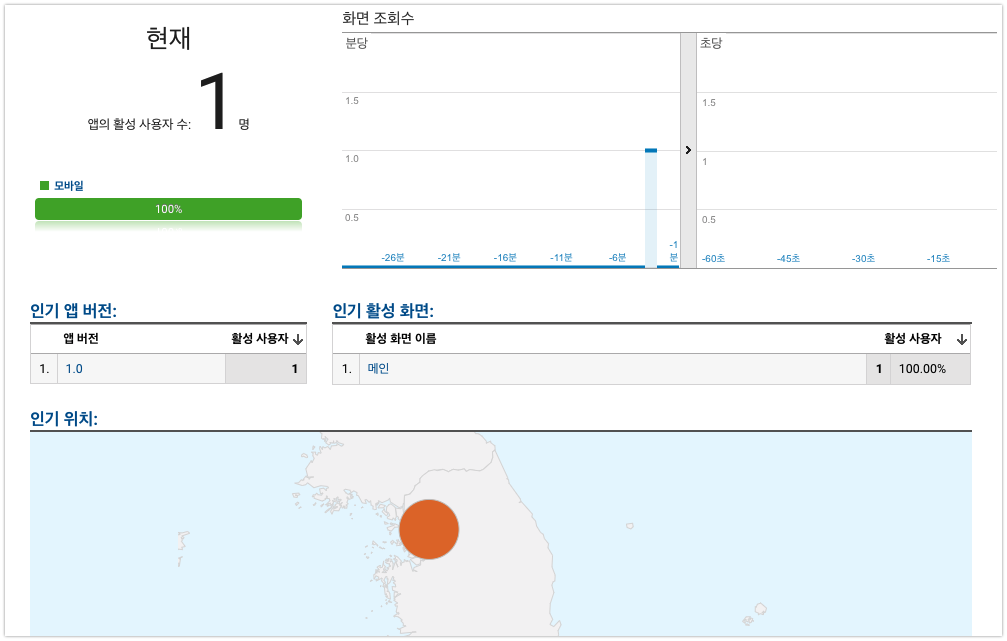 현재
앱의 활성 사용자 수: 1 명
모바일
100%
화면 조회수
분당
1.5
1.0
0.5
-26분 -21분 -16분 -11분 -6분 -1분
초당
1.5
1
0.5
-60초 -45초 -30초 -15초
인기 앱 버전:
앱 버전 활성 사용자
1. 1.0 1
인기 활성 화면:
활성 화면 이름 활성 사용자
1. 메인 1 100.00%
인기 위치: